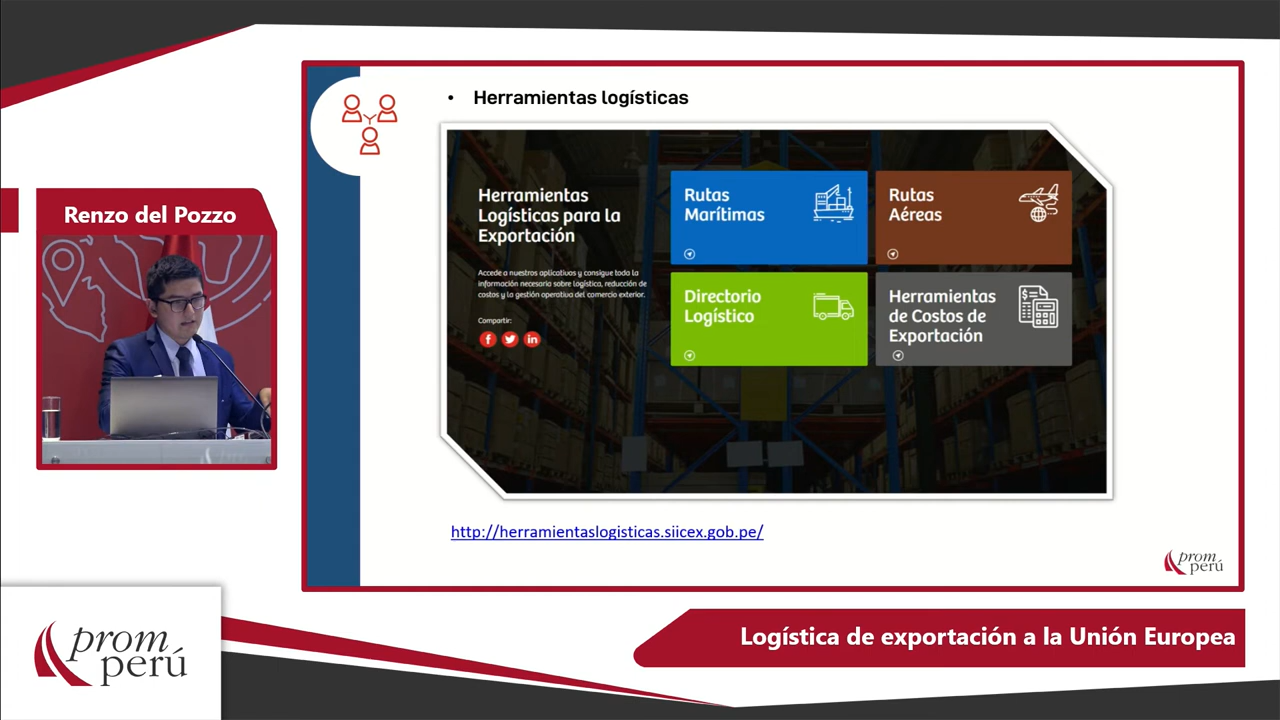 Renzo del Pozzo
• Herramientas logísticas
Herramientas
Logísticas para la
Exportación
Accede a nuestros aplicativos y consigue toda la
información necesaria sobre logística, reducción de
costos y la gestión operativa del comercio exterior.
Compartir:
Rutas
Marítimas
Rutas
Aéreas
Directorio
Logístico
Herramientas
de Costos de
Exportación
http://herramientaslogisticas.siicex.gob.pe/
prom
perú
Logística de exportación a la Unión Europea
prom
perú